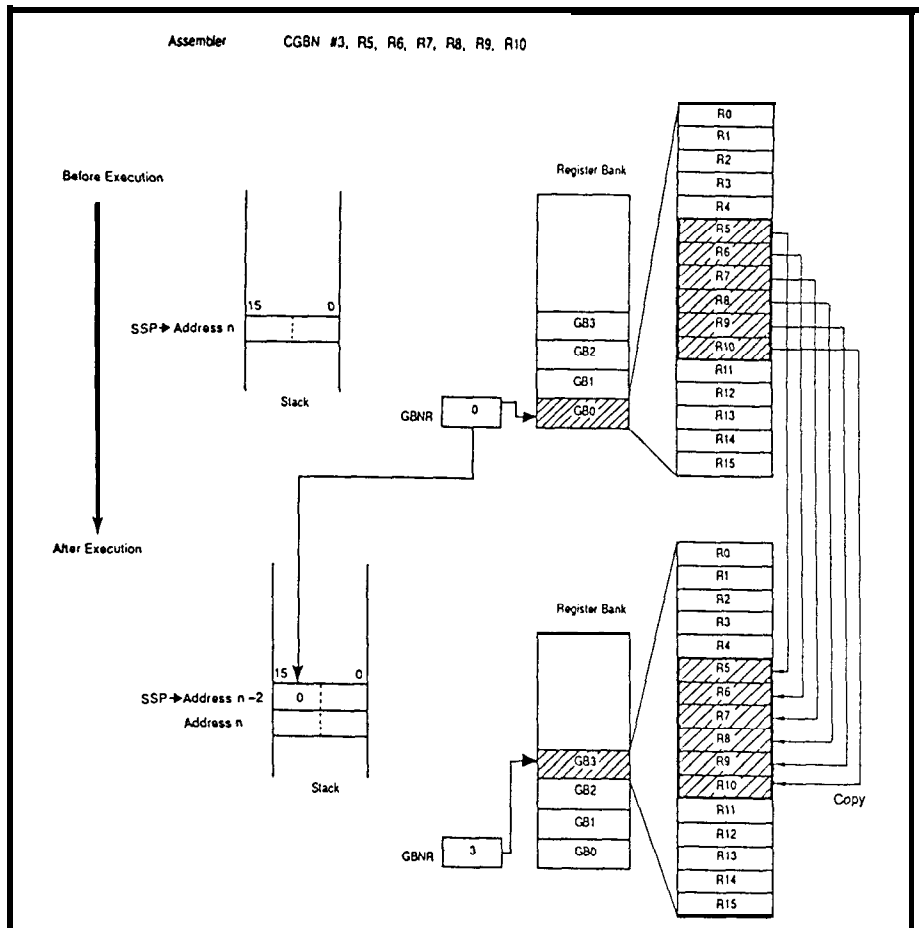 Assembler CGBN #3, R5, R6, R7, R8, R9, R10
Before Execution
15 0
SSP Address n
Stack
Register Bank
GB3
GB2
GB1
GB0
GBNR 0
R0
R1
R2
R3
R4
R5
R6
R7
R8
R9
R10
R11
R12
R13
R14
R15
After Execution
15 0
SSP Address n -2
0
Address n
Stack
Register Bank
GB3
GB2
GB1
GB0
GBNR 3
R0
R1
R2
R3
R4
R5
R6
R7
R8
R9
R10
R11
R12
R13
R14
R15
Copy